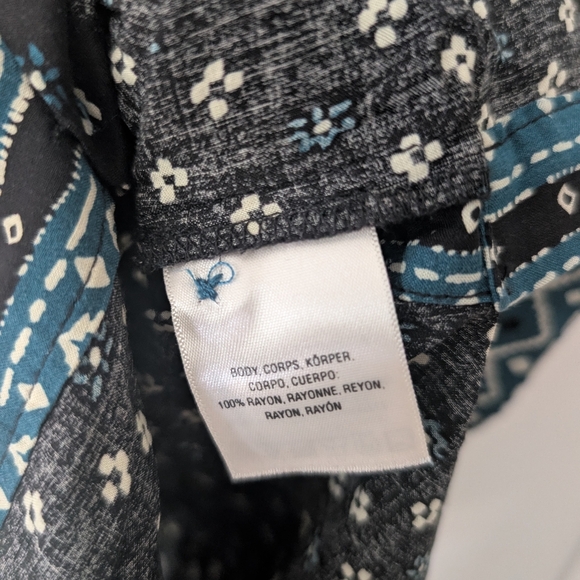 BODY, CORPS, KÖRPER.
CORPO, CUERPO:
100% RAYON, RAYONNE, REYON.
RAYON, RAYÓN